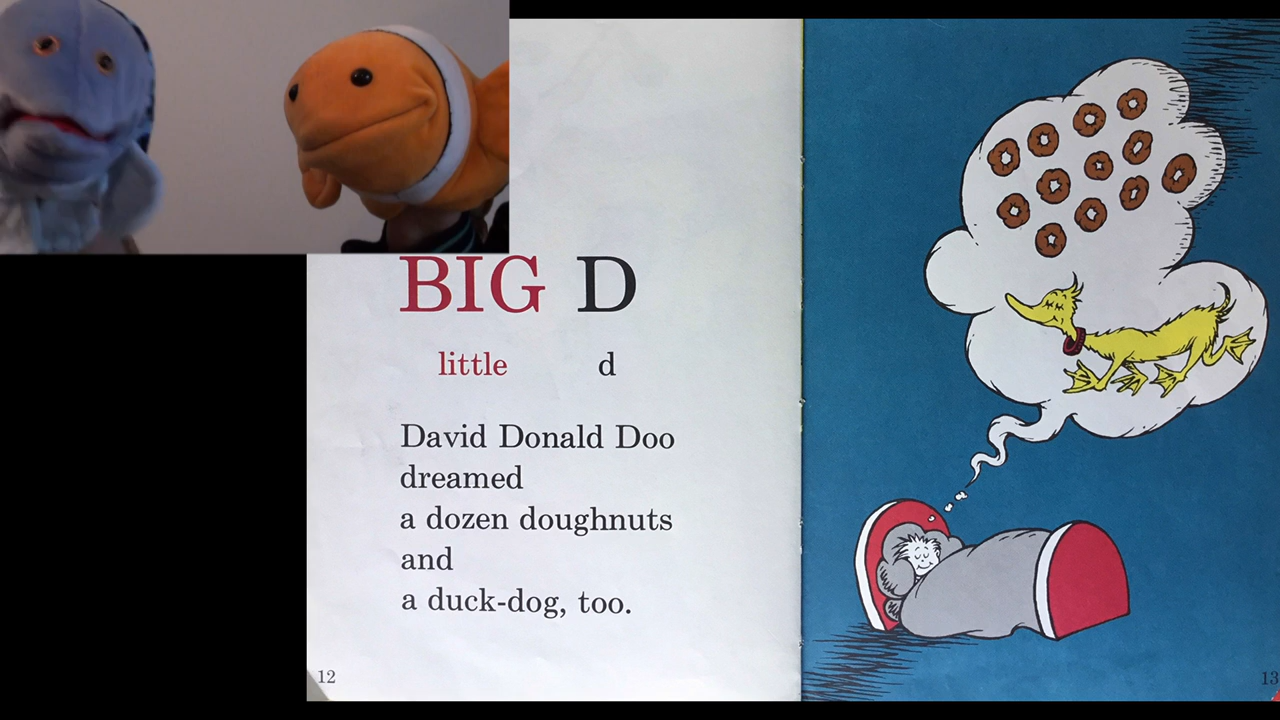 BIG D
little d
David Donald Doo
dreamed
a dozen doughnuts
and
a duck-dog, too.
12
13